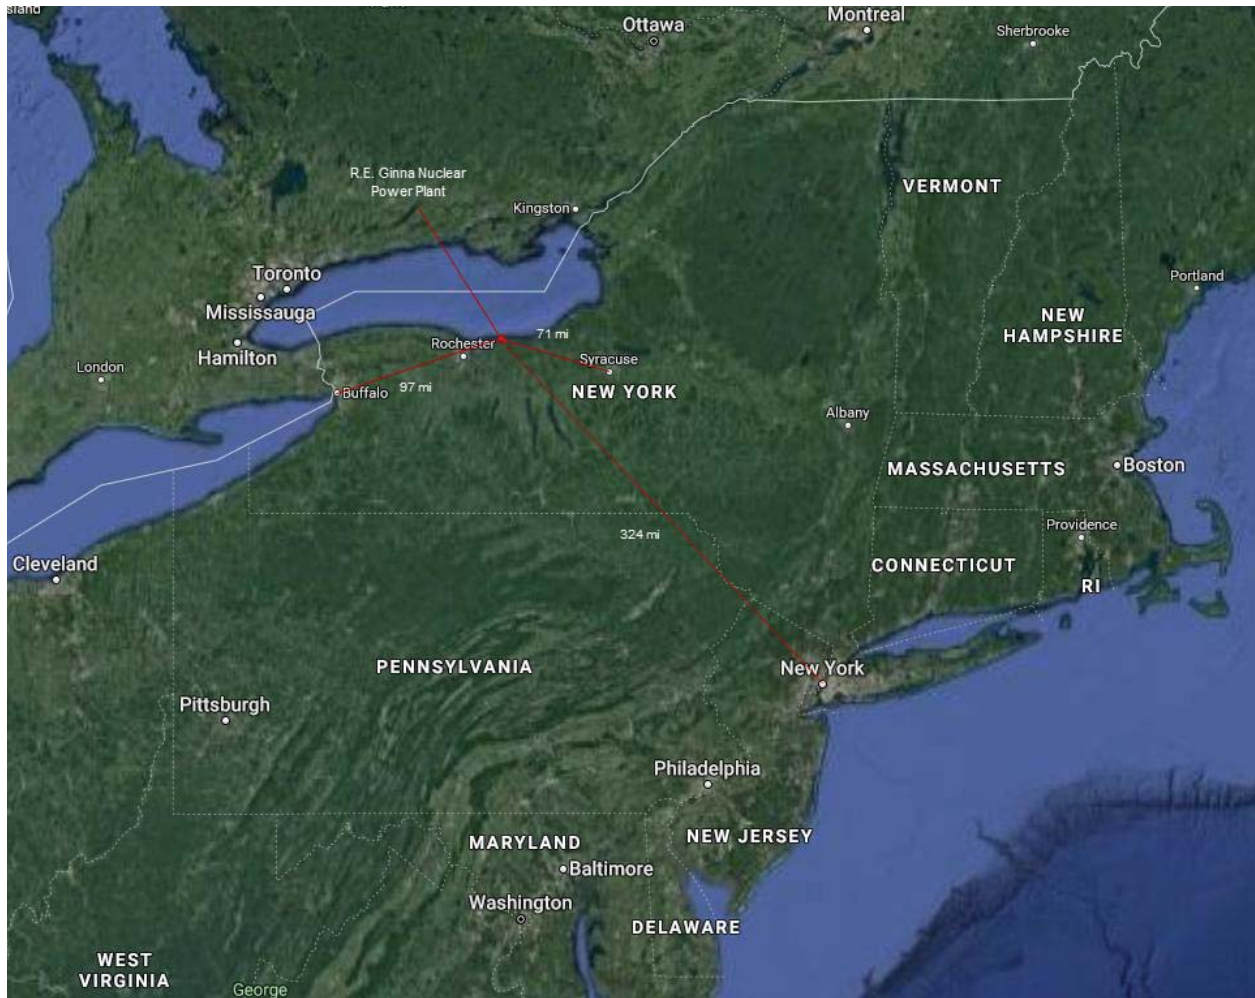 Ottawa
Montreal
Sherbrooke
R.E. Ginna Nuclear
Power Plant
Kingston
VERMONT
Toronto
Mississauga
Portland
NEW
HAMPSHIRE
Hamilton
Rochester
71 mi
London
Syracuse
Buffalo
97 mi
NEW YORK
Albany
MASSACHUSETTS
Boston
324 mi
Providence
Cleveland
CONNECTICUT
RI
PENNSYLVANIA
New York
Pittsburgh
Philadelphia
MARYLAND
NEW JERSEY
Baltimore
Washington
DELAWARE
WEST
VIRGINIA
George